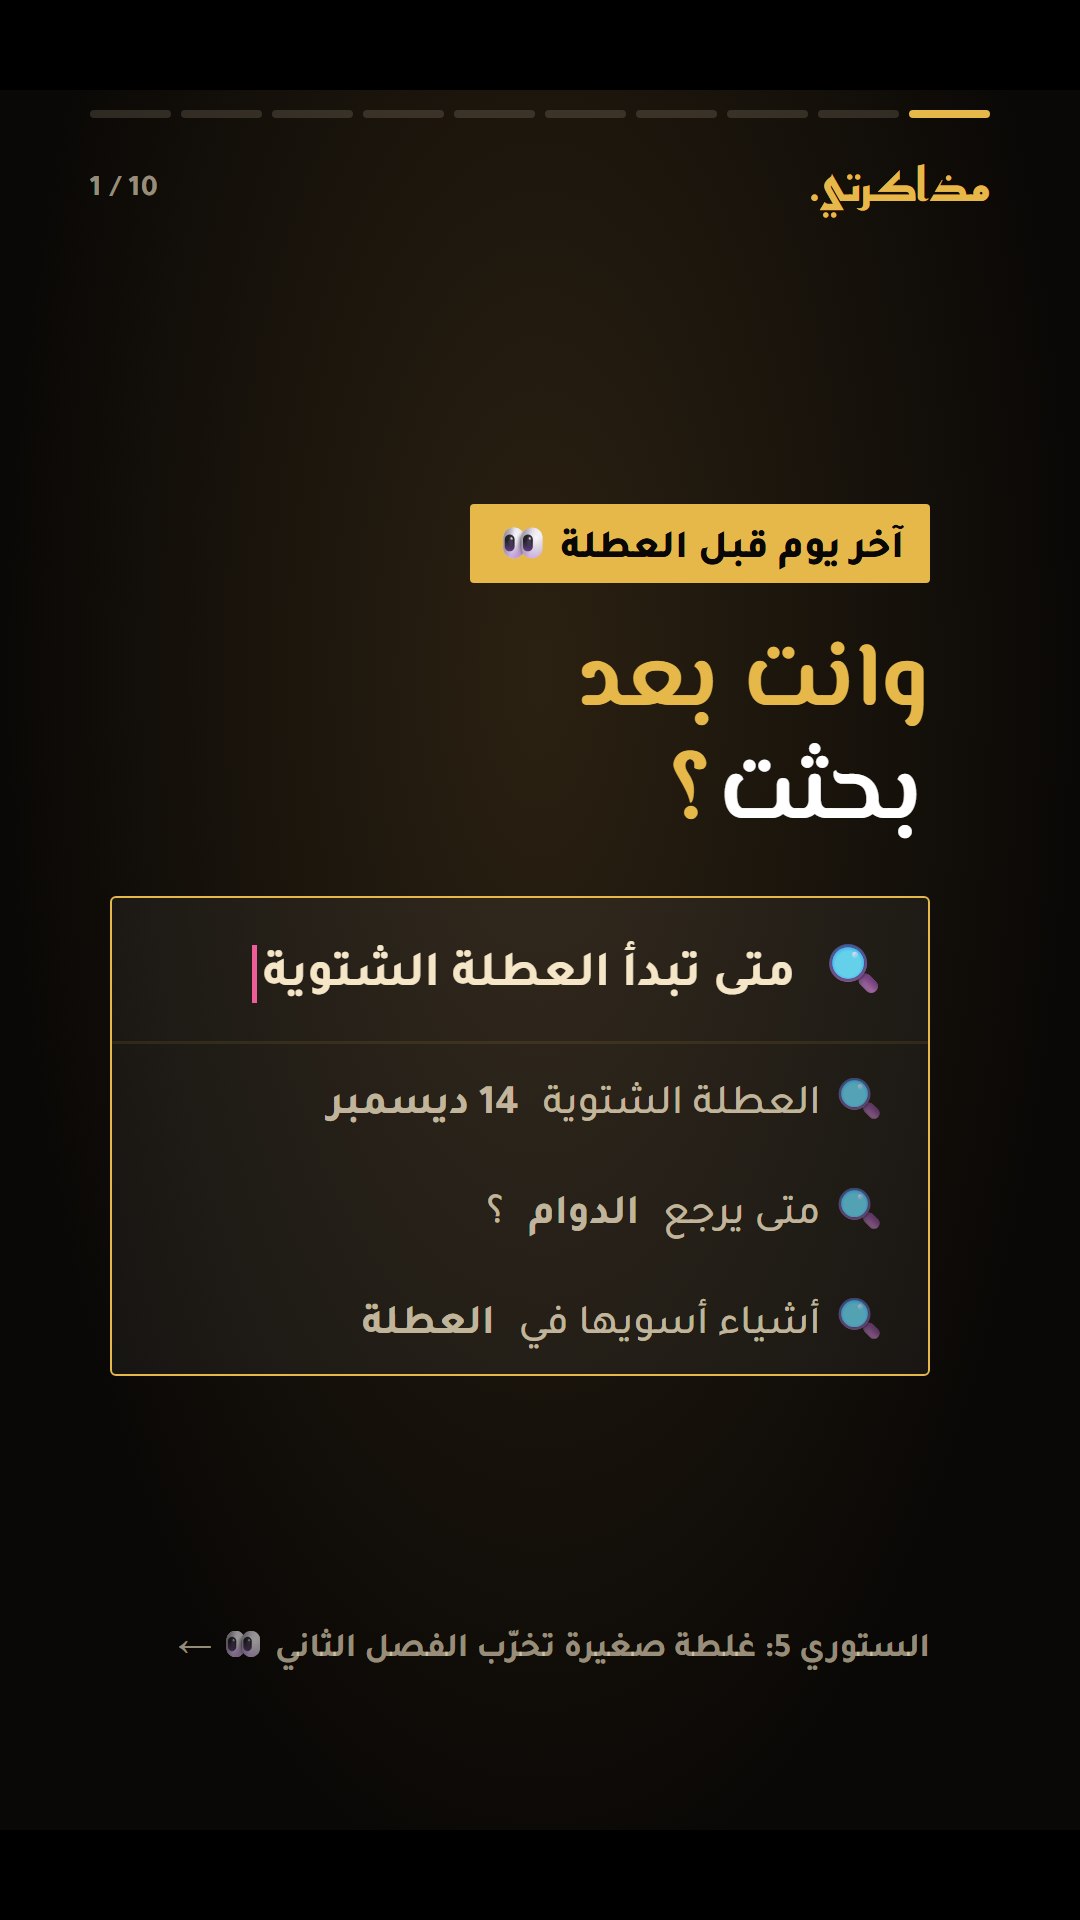 مذاكرتي.
1 / 10
آخر يوم قبل العطلة 👀
وانت بعد
بحثت؟
متى تبدأ العطلة الشتوية
العطلة الشتوية 14 ديسمبر
متى يرجع الدوام ؟
أشياء أسويها في العطلة
الستوري 5: غلطة صغيرة تخرّب الفصل الثاني 👀 ←